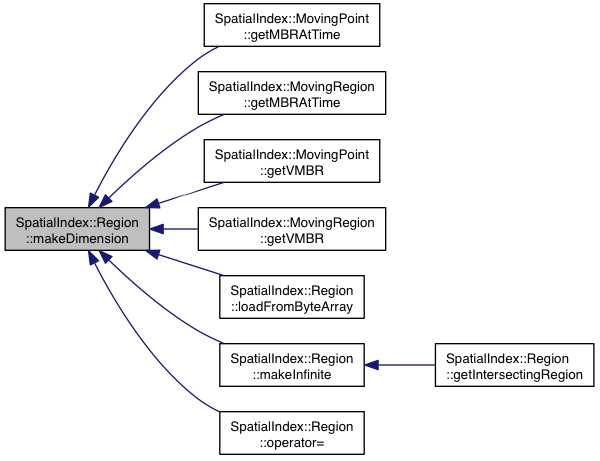 SpatialIndex::MovingPoint
::getMBRAtTime
SpatialIndex::MovingRegion
::getMBRAtTime
SpatialIndex::MovingPoint
::getVMBR
SpatialIndex::Region
::makeDimension
SpatialIndex::MovingRegion
::getVMBR
SpatialIndex::Region
::loadFromByteArray
SpatialIndex::Region
::makeInfinite
SpatialIndex::Region
::getIntersectingRegion
SpatialIndex::Region
::operator=